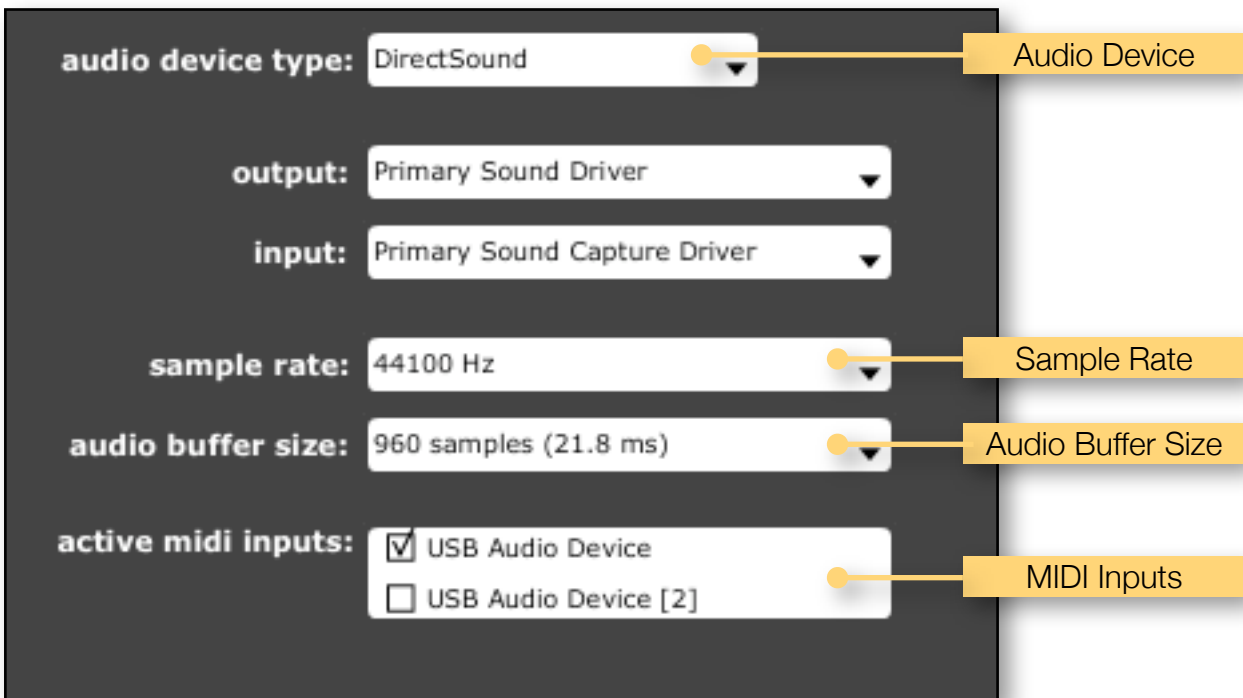 audio device type: DirectSound Audio Device
output: Primary Sound Driver
input: Primary Sound Capture Driver
sample rate: 44100 Hz Sample Rate
audio buffer size: 960 samples (21.8 ms) Audio Buffer Size
active midi inputs: USB Audio Device
USB Audio Device [2]
MIDI Inputs